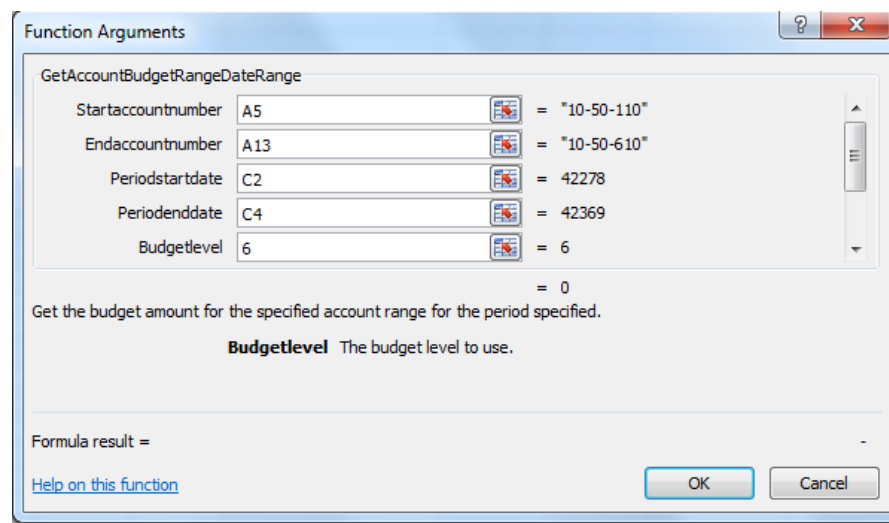 Function Arguments
GetAccountBudgetRangeDateRange
Startaccountnumber A5 = "10-50-110"
Endaccountnumber A13 = "10-50-610"
Periodstartdate C2 = 42278
Periodenddate C4 = 42369
Budgetlevel 6 = 6
= 0
Get the budget amount for the specified account range for the period specified.
Budgetlevel The budget level to use.
Formula result = -
Help on this function OK Cancel